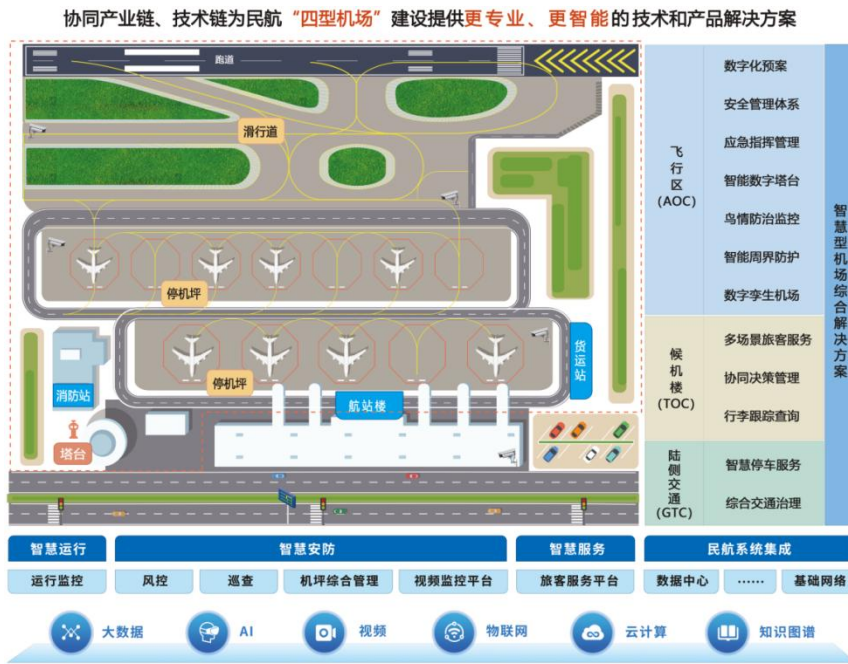 协同产业链、技术链为民航“四型机场”建设提供更专业、更智能的技术和产品解决方案
跑道
滑行道
停机坪
停机坪
货运站
消防站
航站楼
塔台
飞行区
(AOC)
数字化预案
安全管理体系
应急指挥管理
智能数字塔台
鸟情防治监控
智能周界防护
数字孪生机场
候机楼
(TOC)
多场景旅客服务
协同决策管理
行李跟踪查询
陆侧交通
(GTC)
智慧停车服务
综合交通治理
智慧型机场综合解决方案
智慧运行
智慧安防
智慧服务
民航系统集成
运行监控
风控
巡查
机坪综合管理
视频监控平台
旅客服务平台
数据中心
……
基础网络
大数据
AI
视频
物联网
云计算
知识图谱